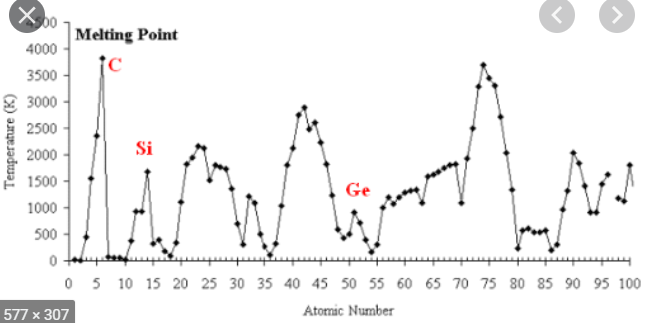 4500
Melting Point
4000
C
3500
3000
2500
Temperature (K)
2000
Si
1500
Ge
1000
500
0
0 5 10 15 20 25 30 35 40 45 50 55 60 65 70 75 80 85 90 95 100
Atomic Number
577 × 307